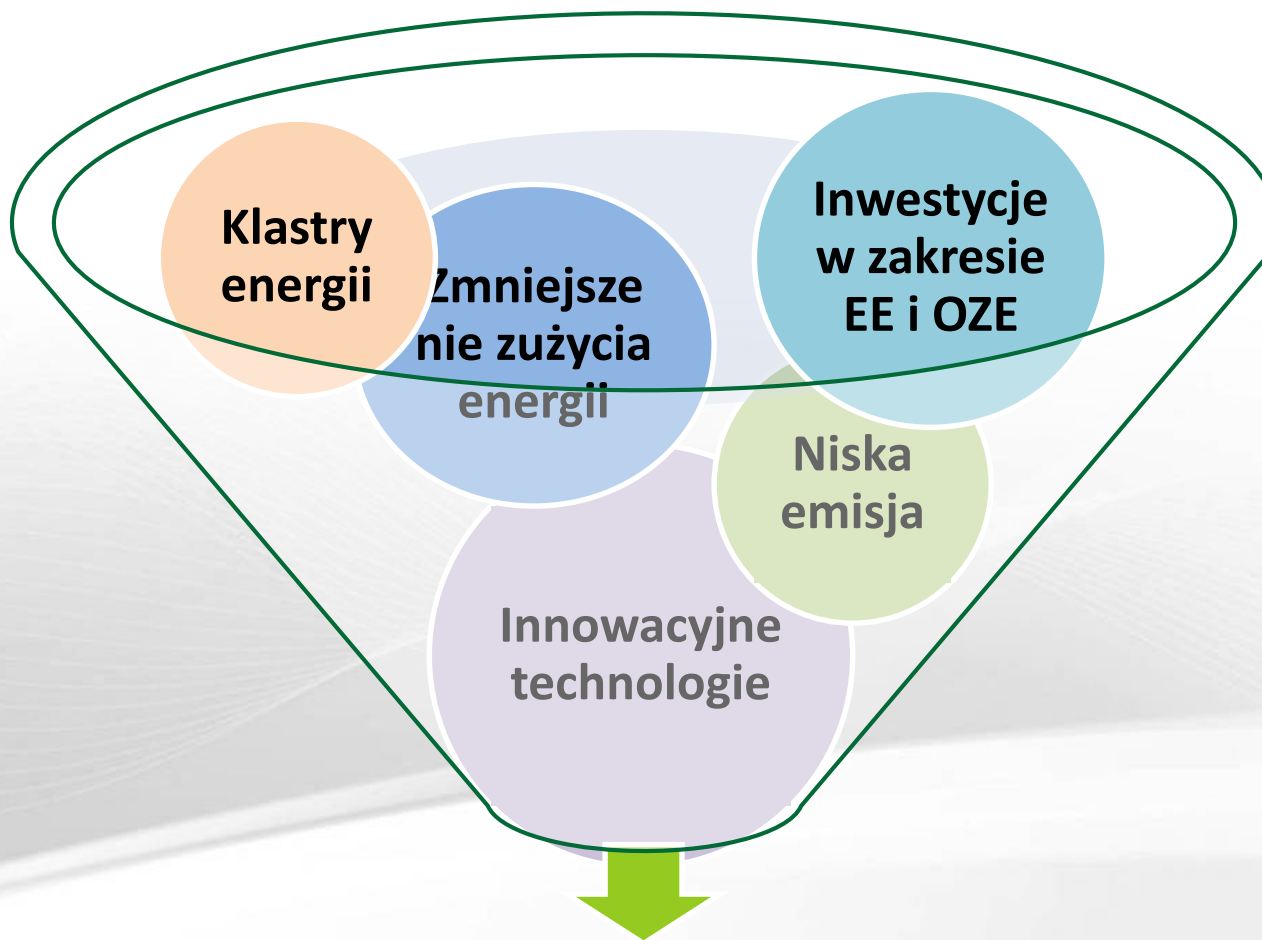 Klastry
energii
Zmniejsze
nie zużycia
energii
Inwestycje
w zakresie
EE i OZE
Niska
emisja
Innowacyjne
technologie